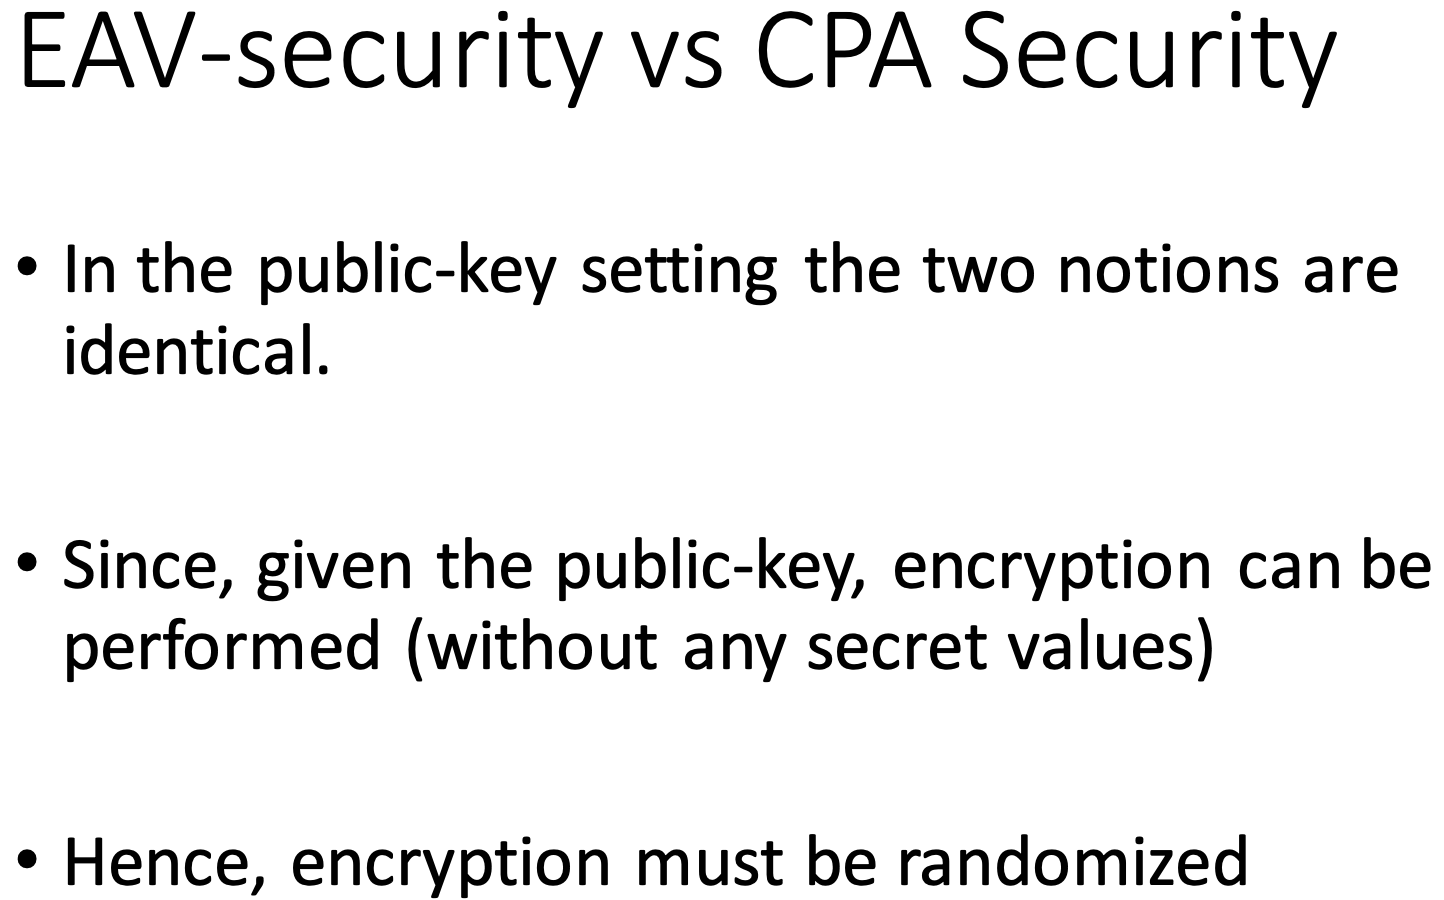 EAV-security vs CPA Security
• In the public-key setting the two notions are
identical.
• Since, given the public-key, encryption can be
performed (without any secret values)
• Hence, encryption must be randomized